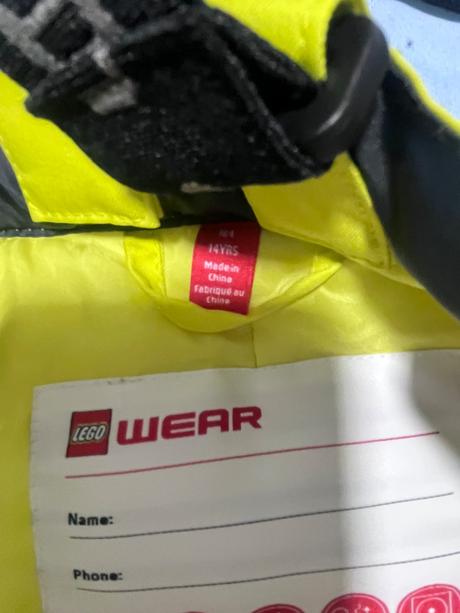 164
14YRS
Made in
China
Fabriqué au
Chine
LEGO WEAR
Name:
Phone: